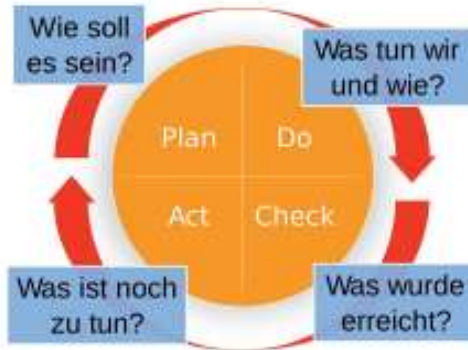 Wie soll
es sein?
Was tun wir
und wie?
Plan
Do
Act
Check
Was ist noch
zu tun?
Was wurde
erreicht?